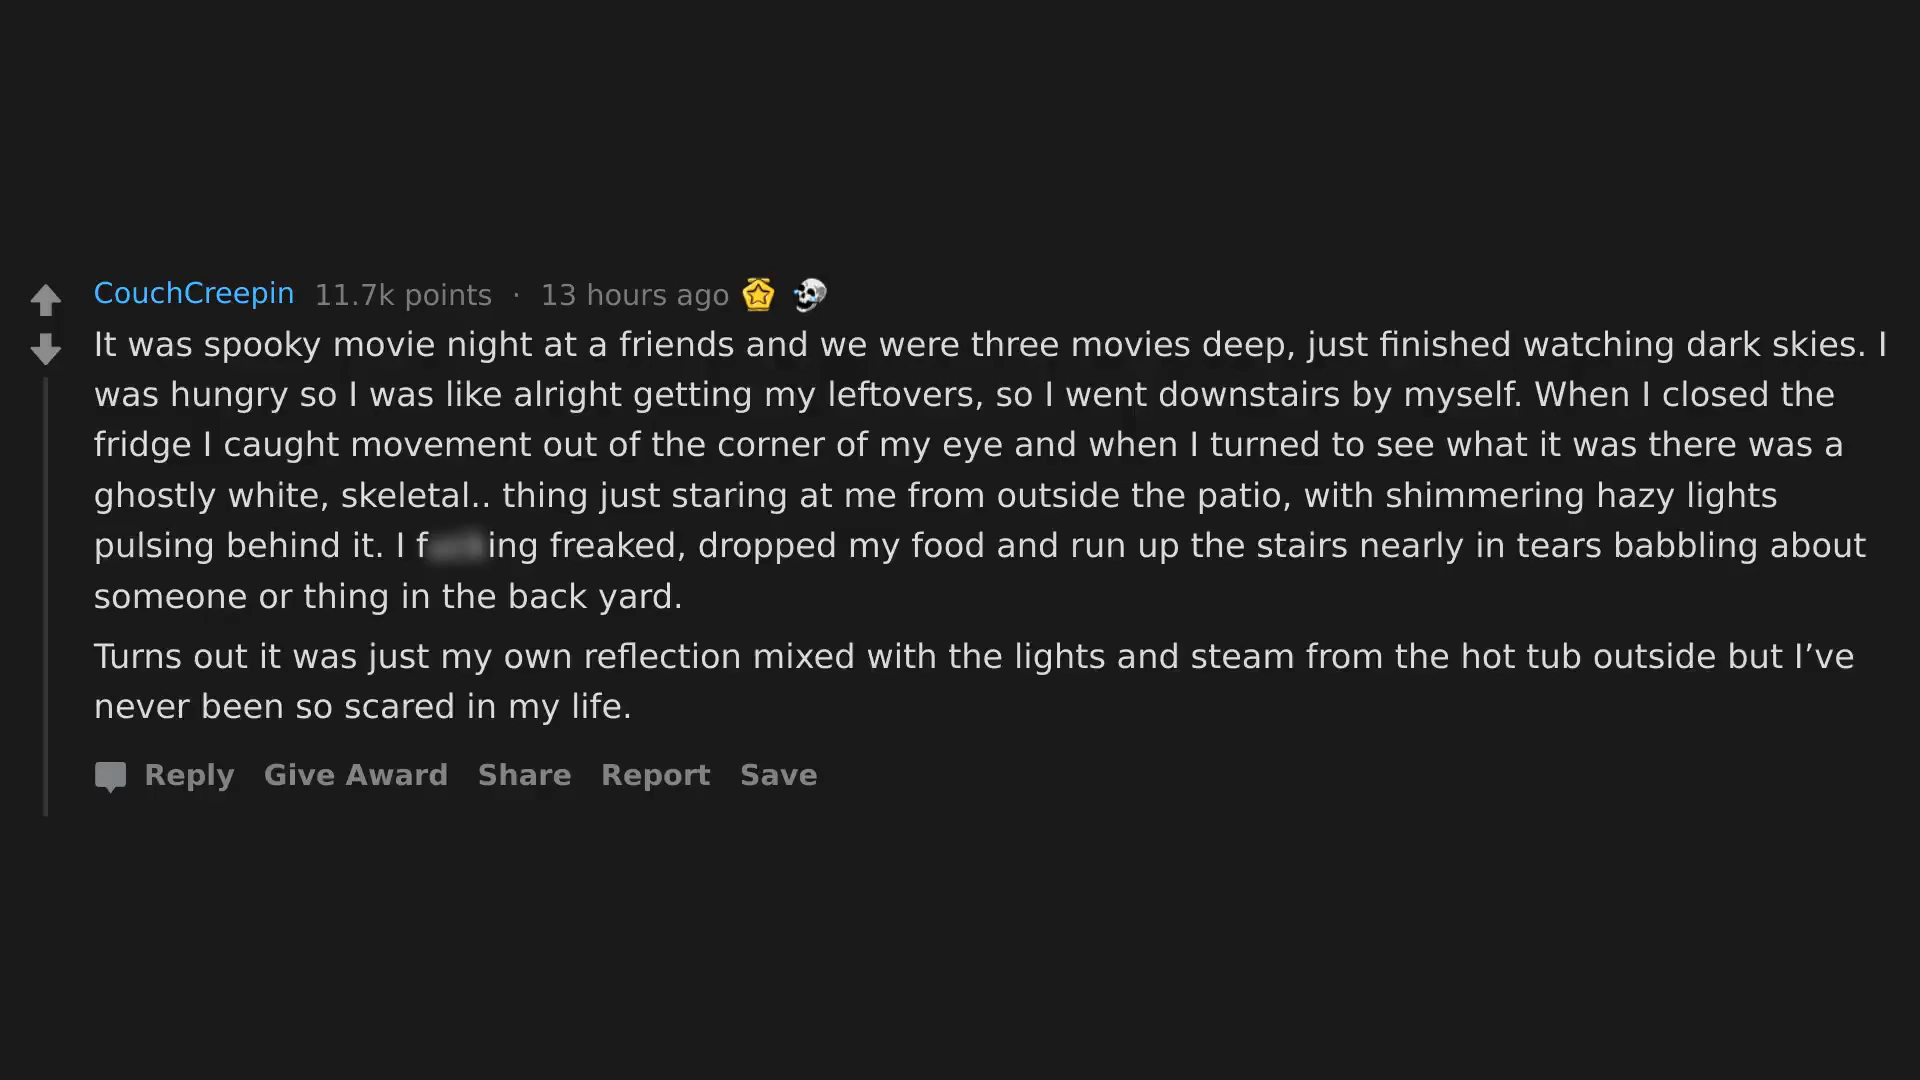 CouchCreepin 11.7k points · 13 hours ago
It was spooky movie night at a friends and we were three movies deep, just finished watching dark skies. I
was hungry so I was like alright getting my leftovers, so I went downstairs by myself. When I closed the
fridge I caught movement out of the corner of my eye and when I turned to see what it was there was a
ghostly white, skeletal.. thing just staring at me from outside the patio, with shimmering hazy lights
pulsing behind it. I freaked, dropped my food and run up the stairs nearly in tears babbling about
someone or thing in the back yard.
Turns out it was just my own reflection mixed with the lights and steam from the hot tub outside but I’ve
never been so scared in my life.
Reply Give Award Share Report Save